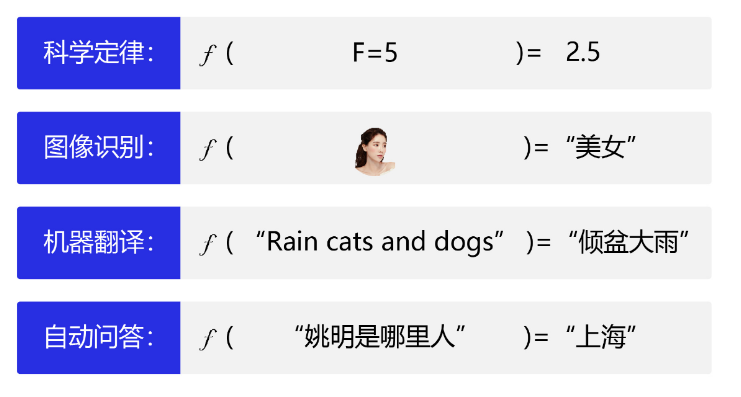 科学定律: f ( F=5 )= 2.5
图像识别: f ( )= “美女”
机器翻译: f ( “Rain cats and dogs” )= “倾盆大雨”
自动问答: f ( “姚明是哪里人” )= “上海”